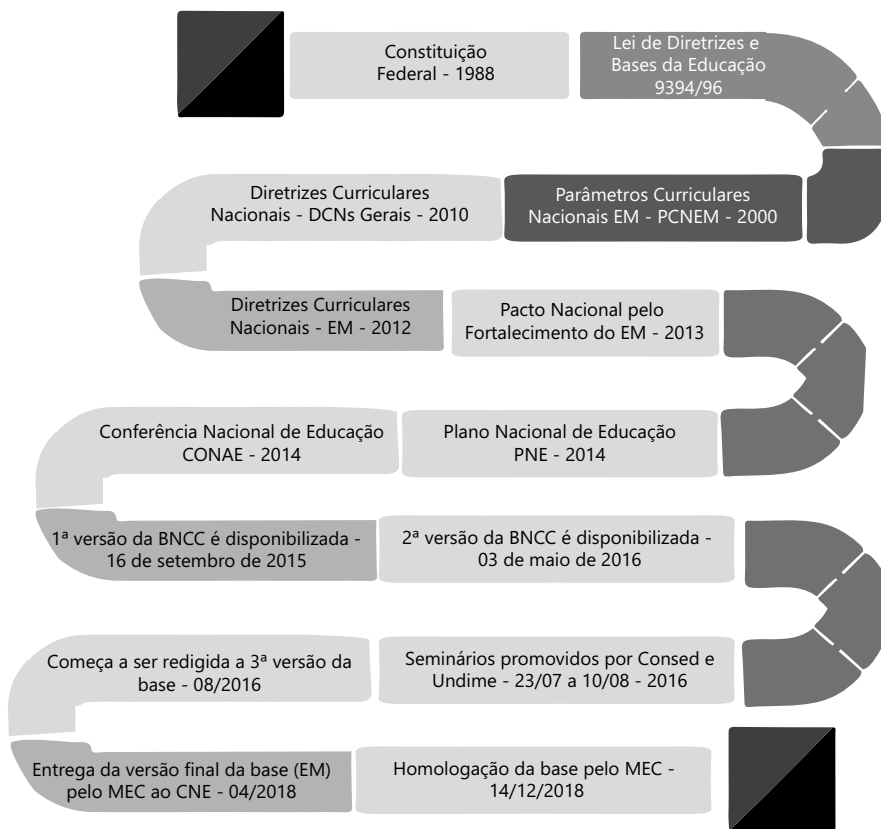 Constituição
Federal - 1988
Lei de Diretrizes e
Bases da Educação
9394/96
Parâmetros Curriculares
Nacionais EM - PCNEM - 2000
Diretrizes Curriculares
Nacionais - DCNs Gerais - 2010
Diretrizes Curriculares
Nacionais - EM - 2012
Pacto Nacional pelo
Fortalecimento do EM - 2013
Plano Nacional de Educação
PNE - 2014
Conferência Nacional de Educação
CONAE - 2014
1ª versão da BNCC é disponibilizada -
16 de setembro de 2015
2ª versão da BNCC é disponibilizada -
03 de maio de 2016
Seminários promovidos por Consed e
Undime - 23/07 a 10/08 - 2016
Começa a ser redigida a 3ª versão da
base - 08/2016
Entrega da versão final da base (EM)
pelo MEC ao CNE - 04/2018
Homologação da base pelo MEC -
14/12/2018